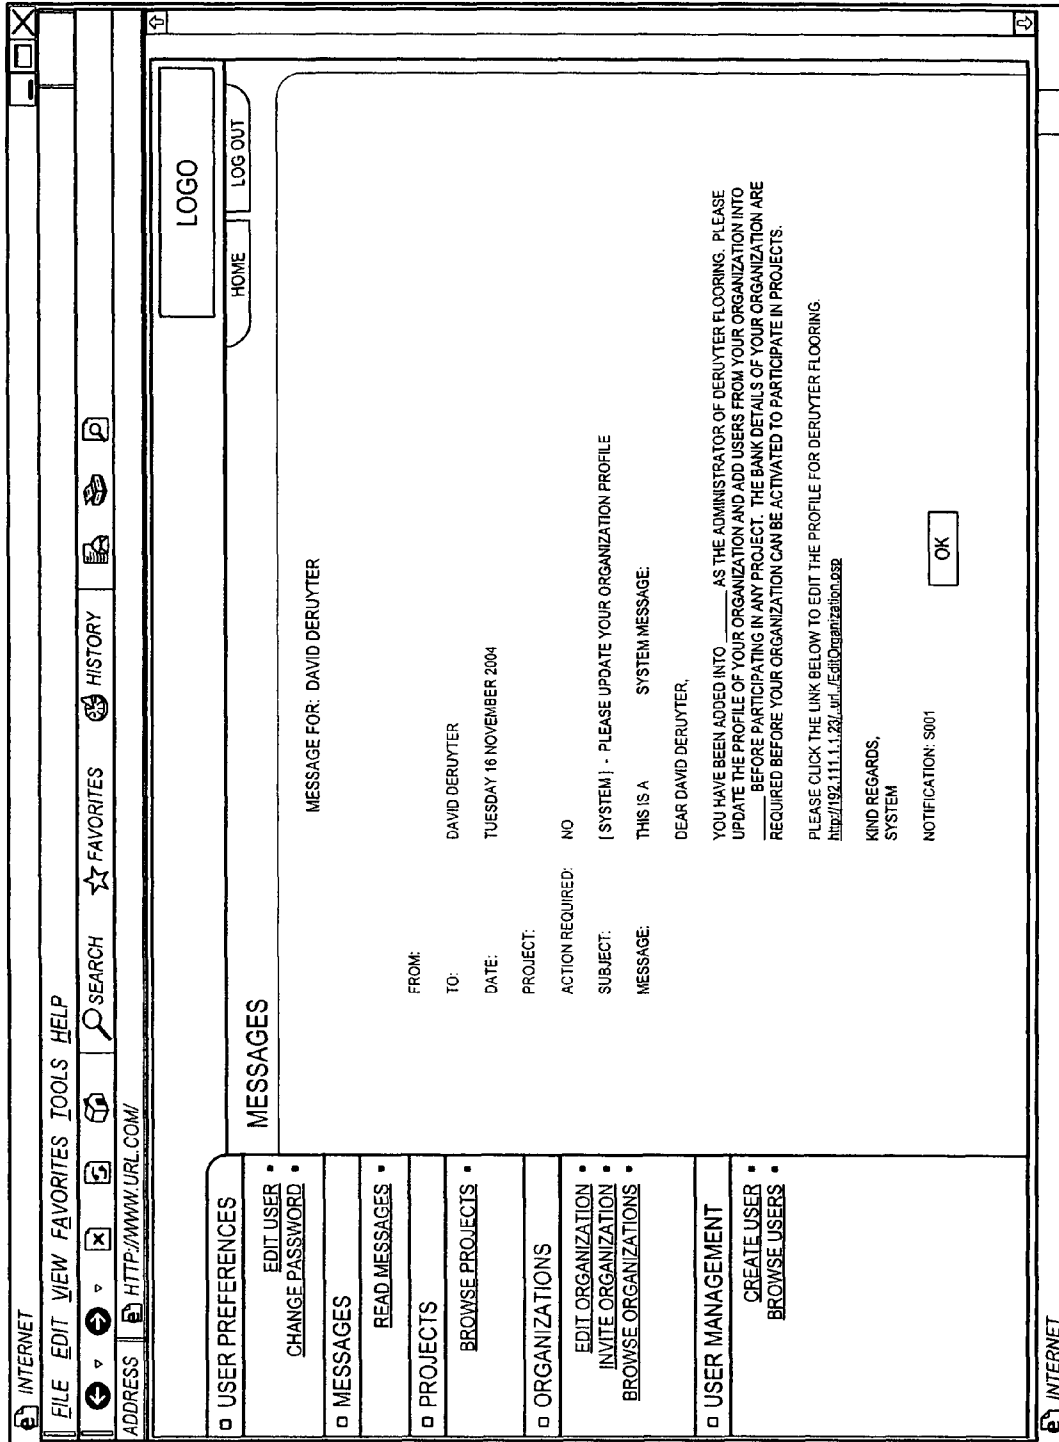 INTERNET
FILE EDIT VIEW FAVORITES TOOLS HELP
SEARCH FAVORITES HISTORY
ADDRESS HTTP://WWW.URL.COM/
LOGO
HOME LOG OUT
USER PREFERENCES
EDIT USER
CHANGE PASSWORD
MESSAGES
READ MESSAGES
PROJECTS
BROWSE PROJECTS
ORGANIZATIONS
EDIT ORGANIZATION
INVITE ORGANIZATION
BROWSE ORGANIZATIONS
USER MANAGEMENT
CREATE USER
BROWSE USERS
MESSAGES
MESSAGE FOR: DAVID DERUYTER
FROM:
TO: DAVID DERUYTER
DATE: TUESDAY 16 NOVEMBER 2004
PROJECT:
ACTION REQUIRED: NO
SUBJECT: [SYSTEM] - PLEASE UPDATE YOUR ORGANIZATION PROFILE
MESSAGE: THIS IS A SYSTEM MESSAGE:
DEAR DAVID DERUYTER,
YOU HAVE BEEN ADDED INTO ______ AS THE ADMINISTRATOR OF DERUYTER FLOORING. PLEASE
UPDATE THE PROFILE OF YOUR ORGANIZATION AND ADD USERS FROM YOUR ORGANIZATION INTO
______ BEFORE PARTICIPATING IN ANY PROJECT. THE BANK DETAILS OF YOUR ORGANIZATION ARE
REQUIRED BEFORE YOUR ORGANIZATION CAN BE ACTIVATED TO PARTICIPATE IN PROJECTS.
PLEASE CLICK THE LINK BELOW TO EDIT THE PROFILE FOR DERUYTER FLOORING.
http://192.111.1.23/..url../EditOrganization.osp
KIND REGARDS,
SYSTEM
NOTIFICATION: S001
OK
INTERNET